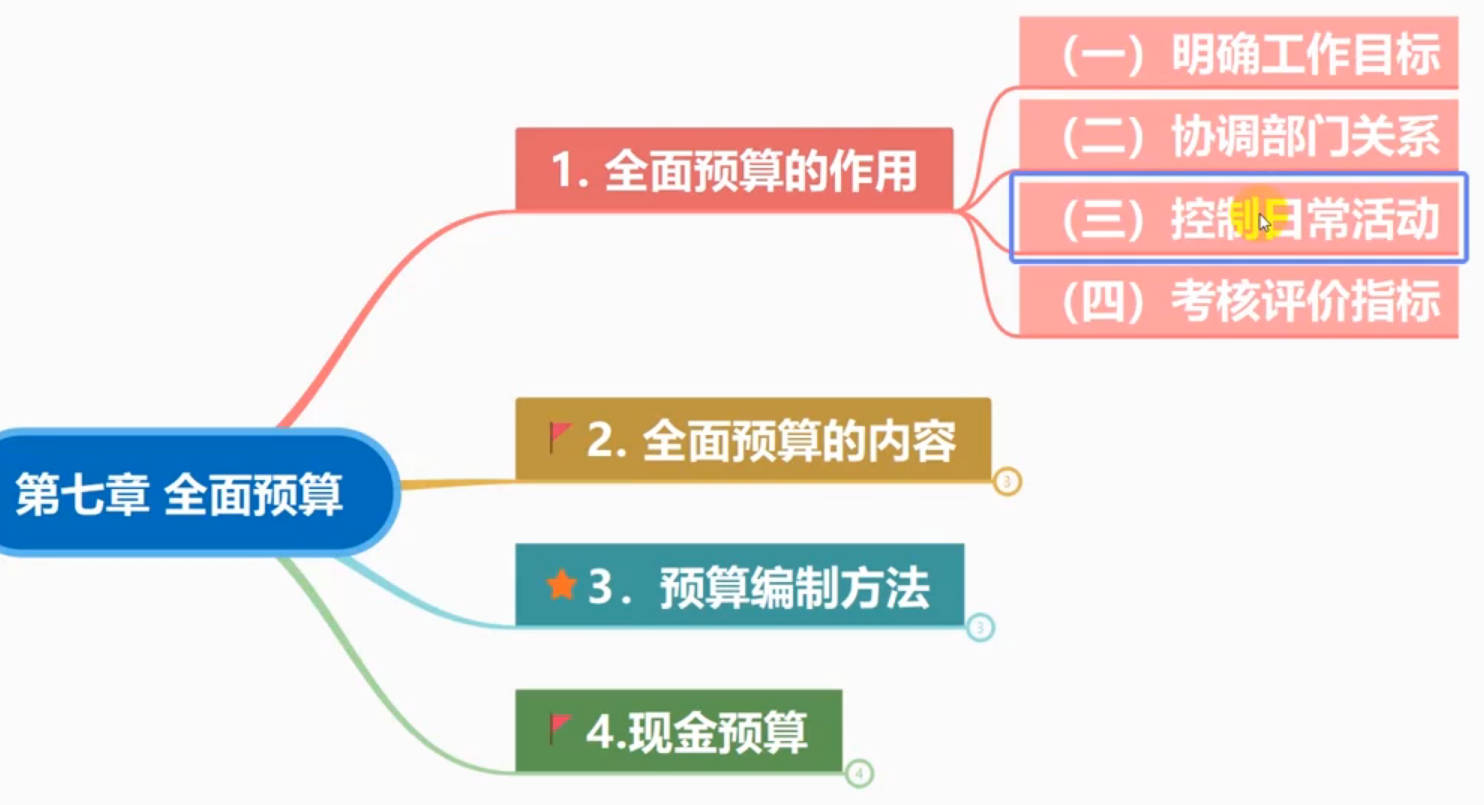 第七章 全面预算
1. 全面预算的作用
（一）明确工作目标
（二）协调部门关系
（三）控制日常活动
（四）考核评价指标
2. 全面预算的内容
3
3. 预算编制方法
3
4.现金预算
4